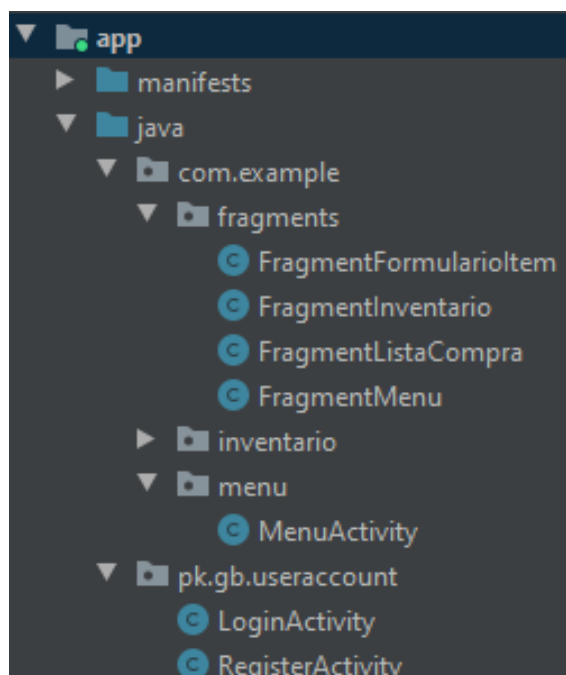 app
manifests
java
com.example
fragments
C FragmentFormularioItem
C FragmentInventario
C FragmentListaCompra
C FragmentMenu
inventario
menu
C MenuActivity
pk.gb.useraccount
C LoginActivity
C RegisterActivity